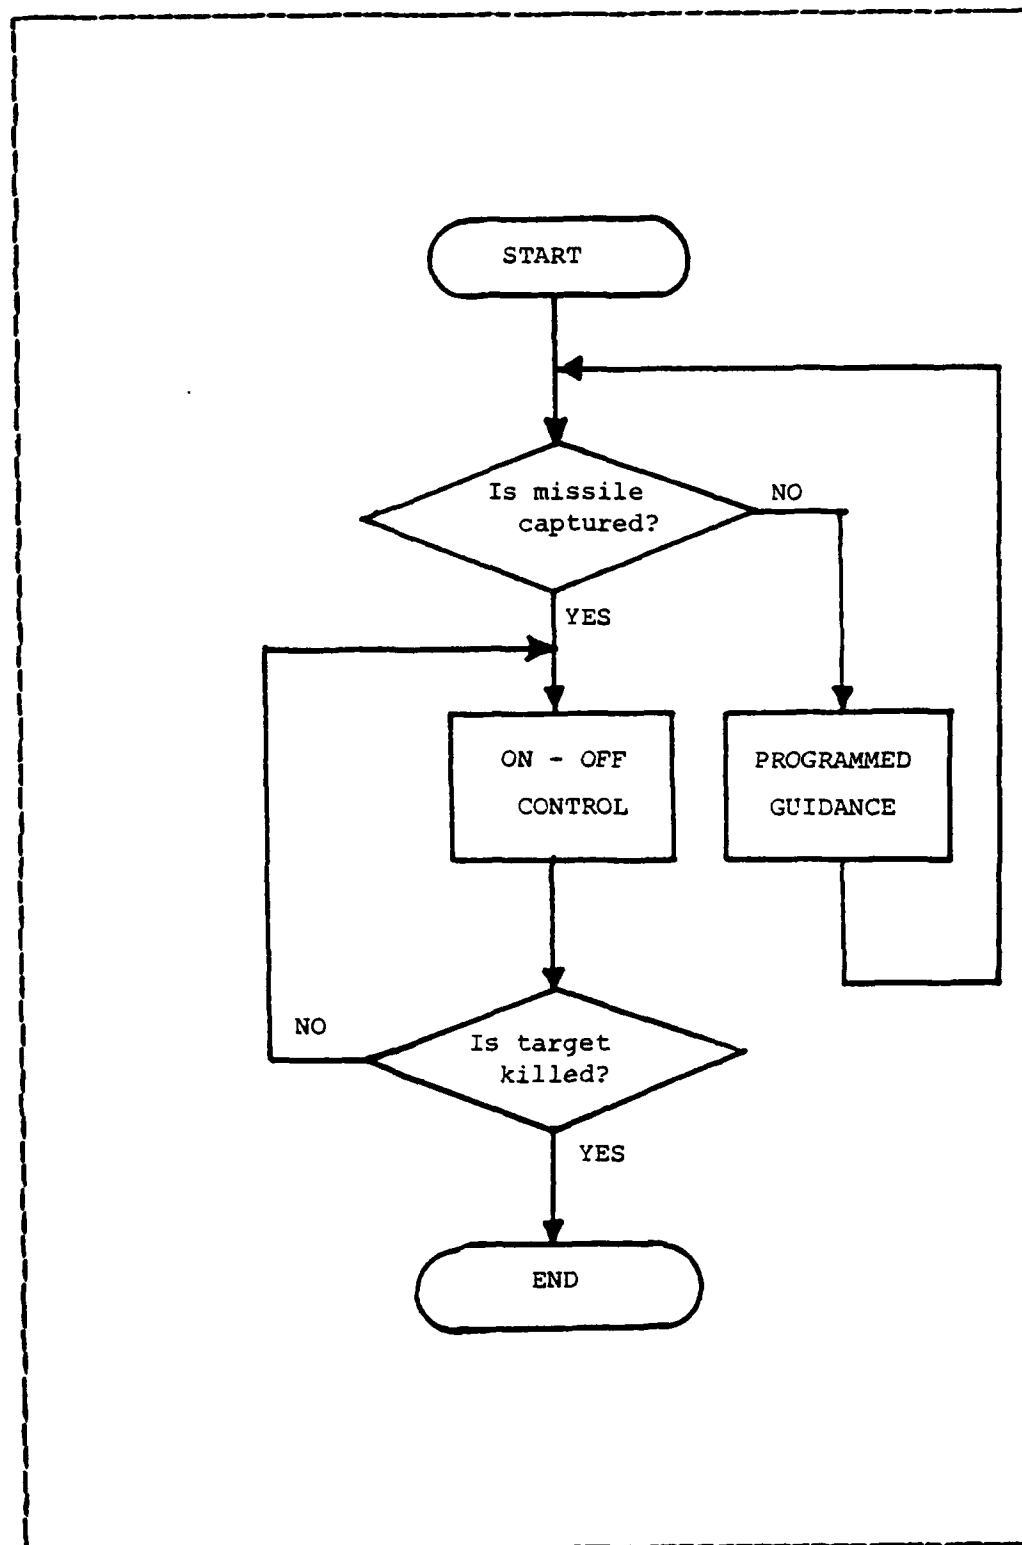 START
Is missile
captured?
NO
YES
ON - OFF
CONTROL
PROGRAMMED
GUIDANCE
NO
Is target
killed?
YES
END